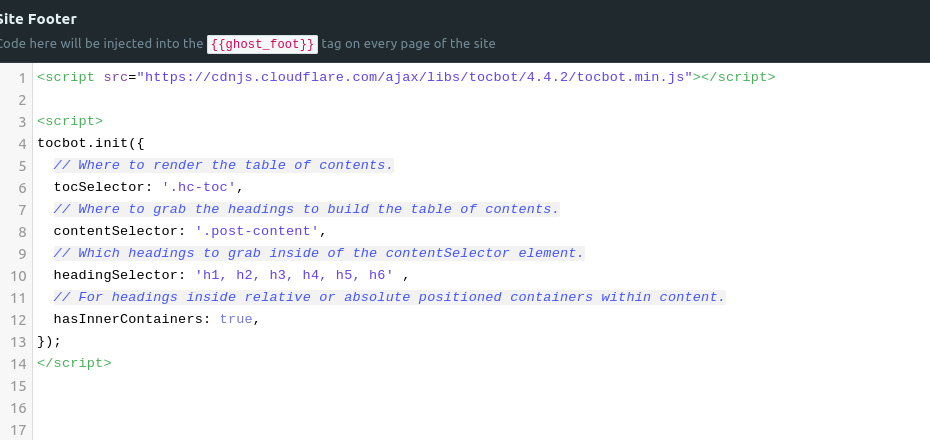 Site Footer
Code here will be injected into the {{ghost_foot}} tag on every page of the site
1 <script src="https://cdnjs.cloudflare.com/ajax/libs/tocbot/4.4.2/tocbot.min.js"></script>
2
3 <script>
4 tocbot.init({
5 // Where to render the table of contents.
6 tocSelector: '.hc-toc',
7 // Where to grab the headings to build the table of contents.
8 contentSelector: '.post-content',
9 // Which headings to grab inside of the contentSelector element.
10 headingSelector: 'h1, h2, h3, h4, h5, h6' ,
11 // For headings inside relative or absolute positioned containers within content.
12 hasInnerContainers: true,
13 });
14 </script>
15
16
17